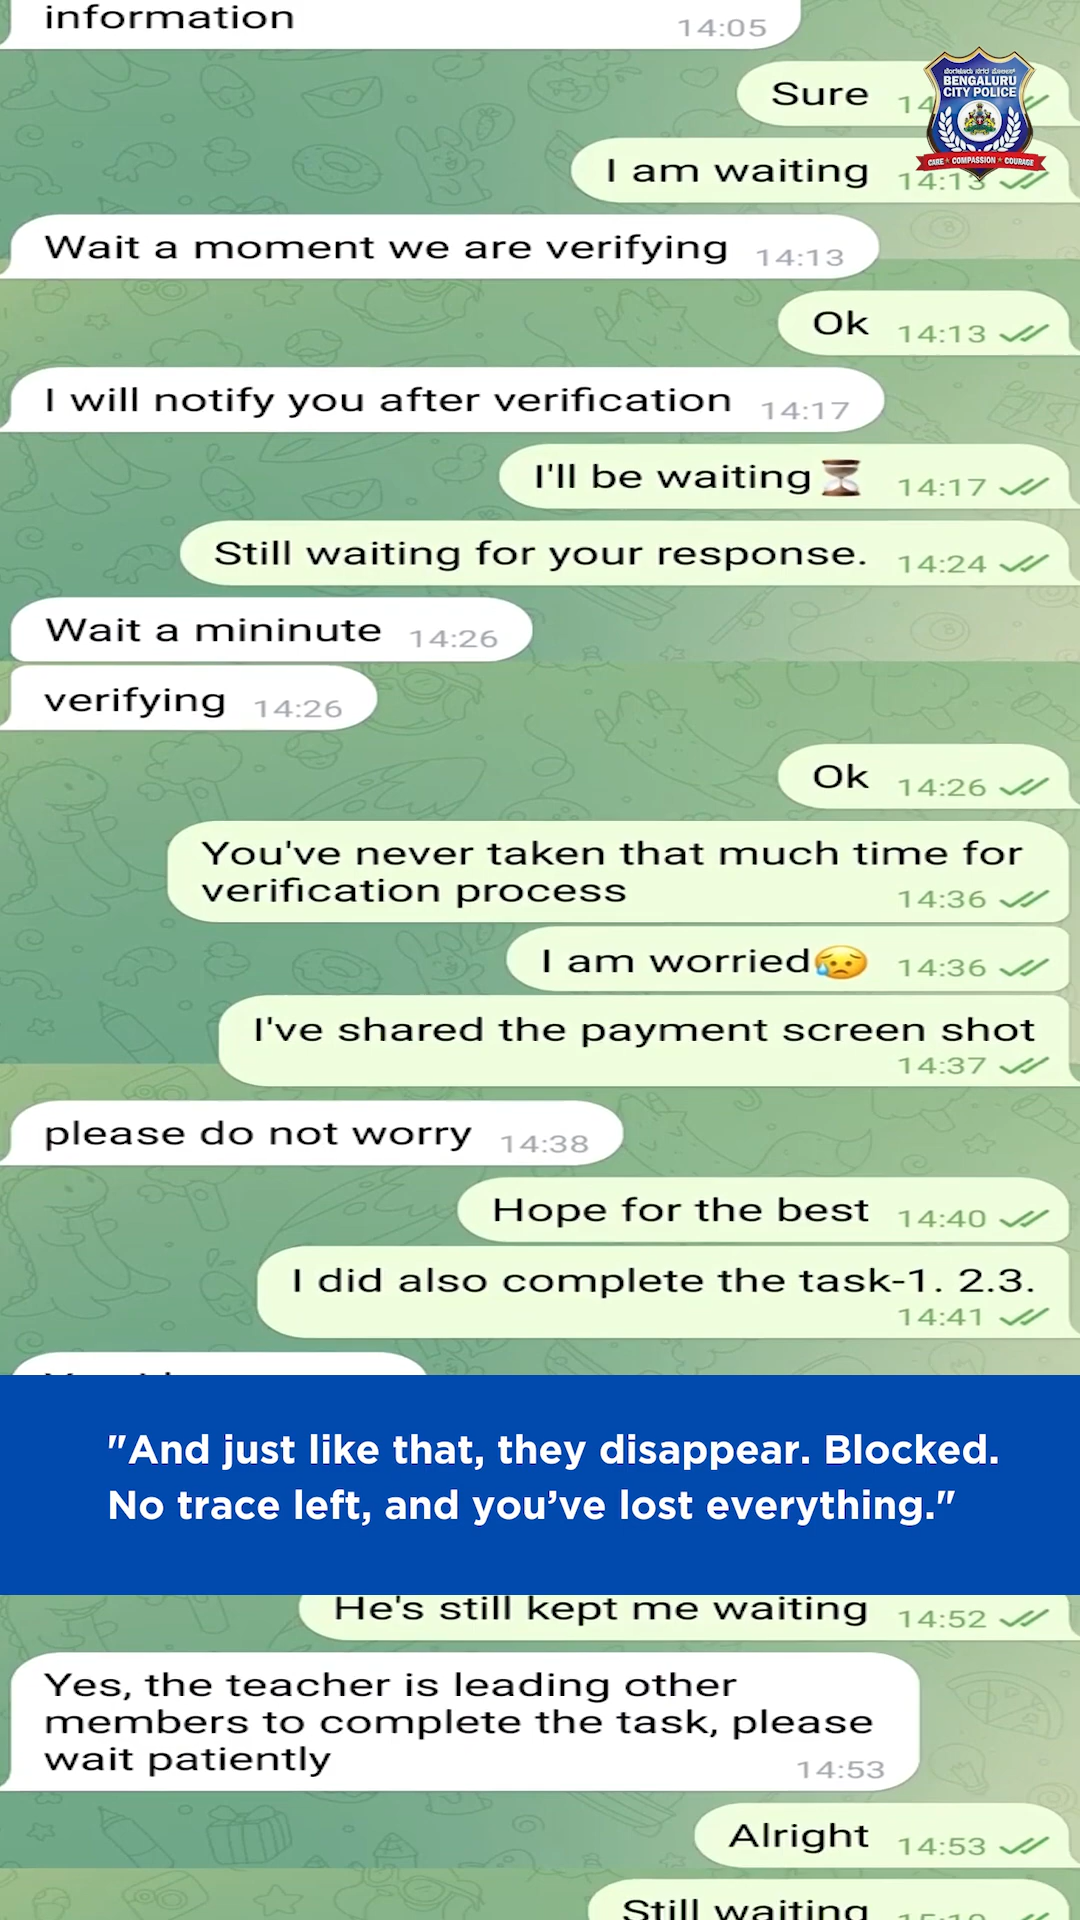 information 14:05
ಬೆಂಗಳೂರು ನಗರ ಪೊಲೀಸ್
BENGALURU
CITY POLICE
CARE ★ COMPASSION ★ COURAGE
Sure 14
I am waiting 14:13
Wait a moment we are verifying 14:13
Ok 14:13
I will notify you after verification 14:17
I'll be waiting⏳ 14:17
Still waiting for your response. 14:24
Wait a mininute 14:26
verifying 14:26
Ok 14:26
You've never taken that much time for
verification process 14:36
I am worried😥 14:36
I've shared the payment screen shot
14:37
please do not worry 14:38
Hope for the best 14:40
I did also complete the task-1. 2.3.
14:41
"And just like that, they disappear. Blocked.
No trace left, and you’ve lost everything."
He's still kept me waiting 14:52
Yes, the teacher is leading other
members to complete the task, please
wait patiently 14:53
Alright 14:53
Still waiting